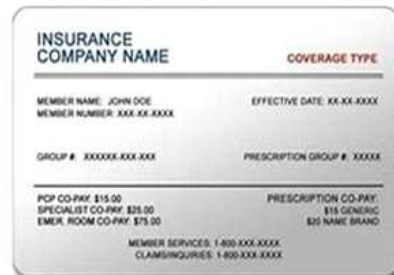 INSURANCE
COMPANY NAME
COVERAGE TYPE
MEMBER NAME: JOHN DOE
EFFECTIVE DATE: XX-XX-XXXX
MEMBER NUMBER: XXX-XX-XXXX
GROUP #: XXXXXX-XXX-XXX
PRESCRIPTION GROUP #: XXXXX
PCP CO-PAY: $15.00
SPECIALIST CO-PAY: $25.00
EMER. ROOM CO-PAY: $75.00
PRESCRIPTION CO-PAY:
$15 GENERIC
$20 NAME BRAND
MEMBER SERVICES: 1-800-XXX-XXXX
CLAIMS/INQUIRIES: 1-800-XXX-XXXX